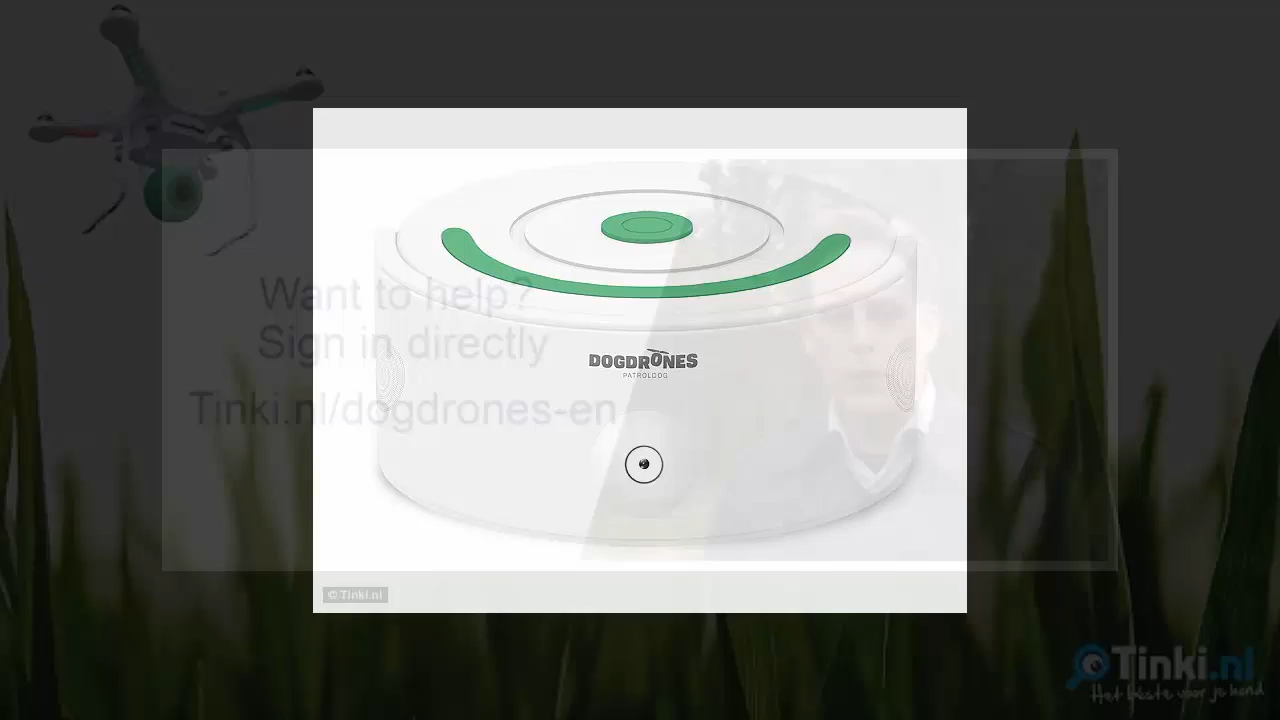 Want to help?
Sign in directly
Tinki.nl/dogdrones-en
DOGDRONES
PATROLDOG
© Tinki.nl
Tinki.nl
Het beste voor je hond